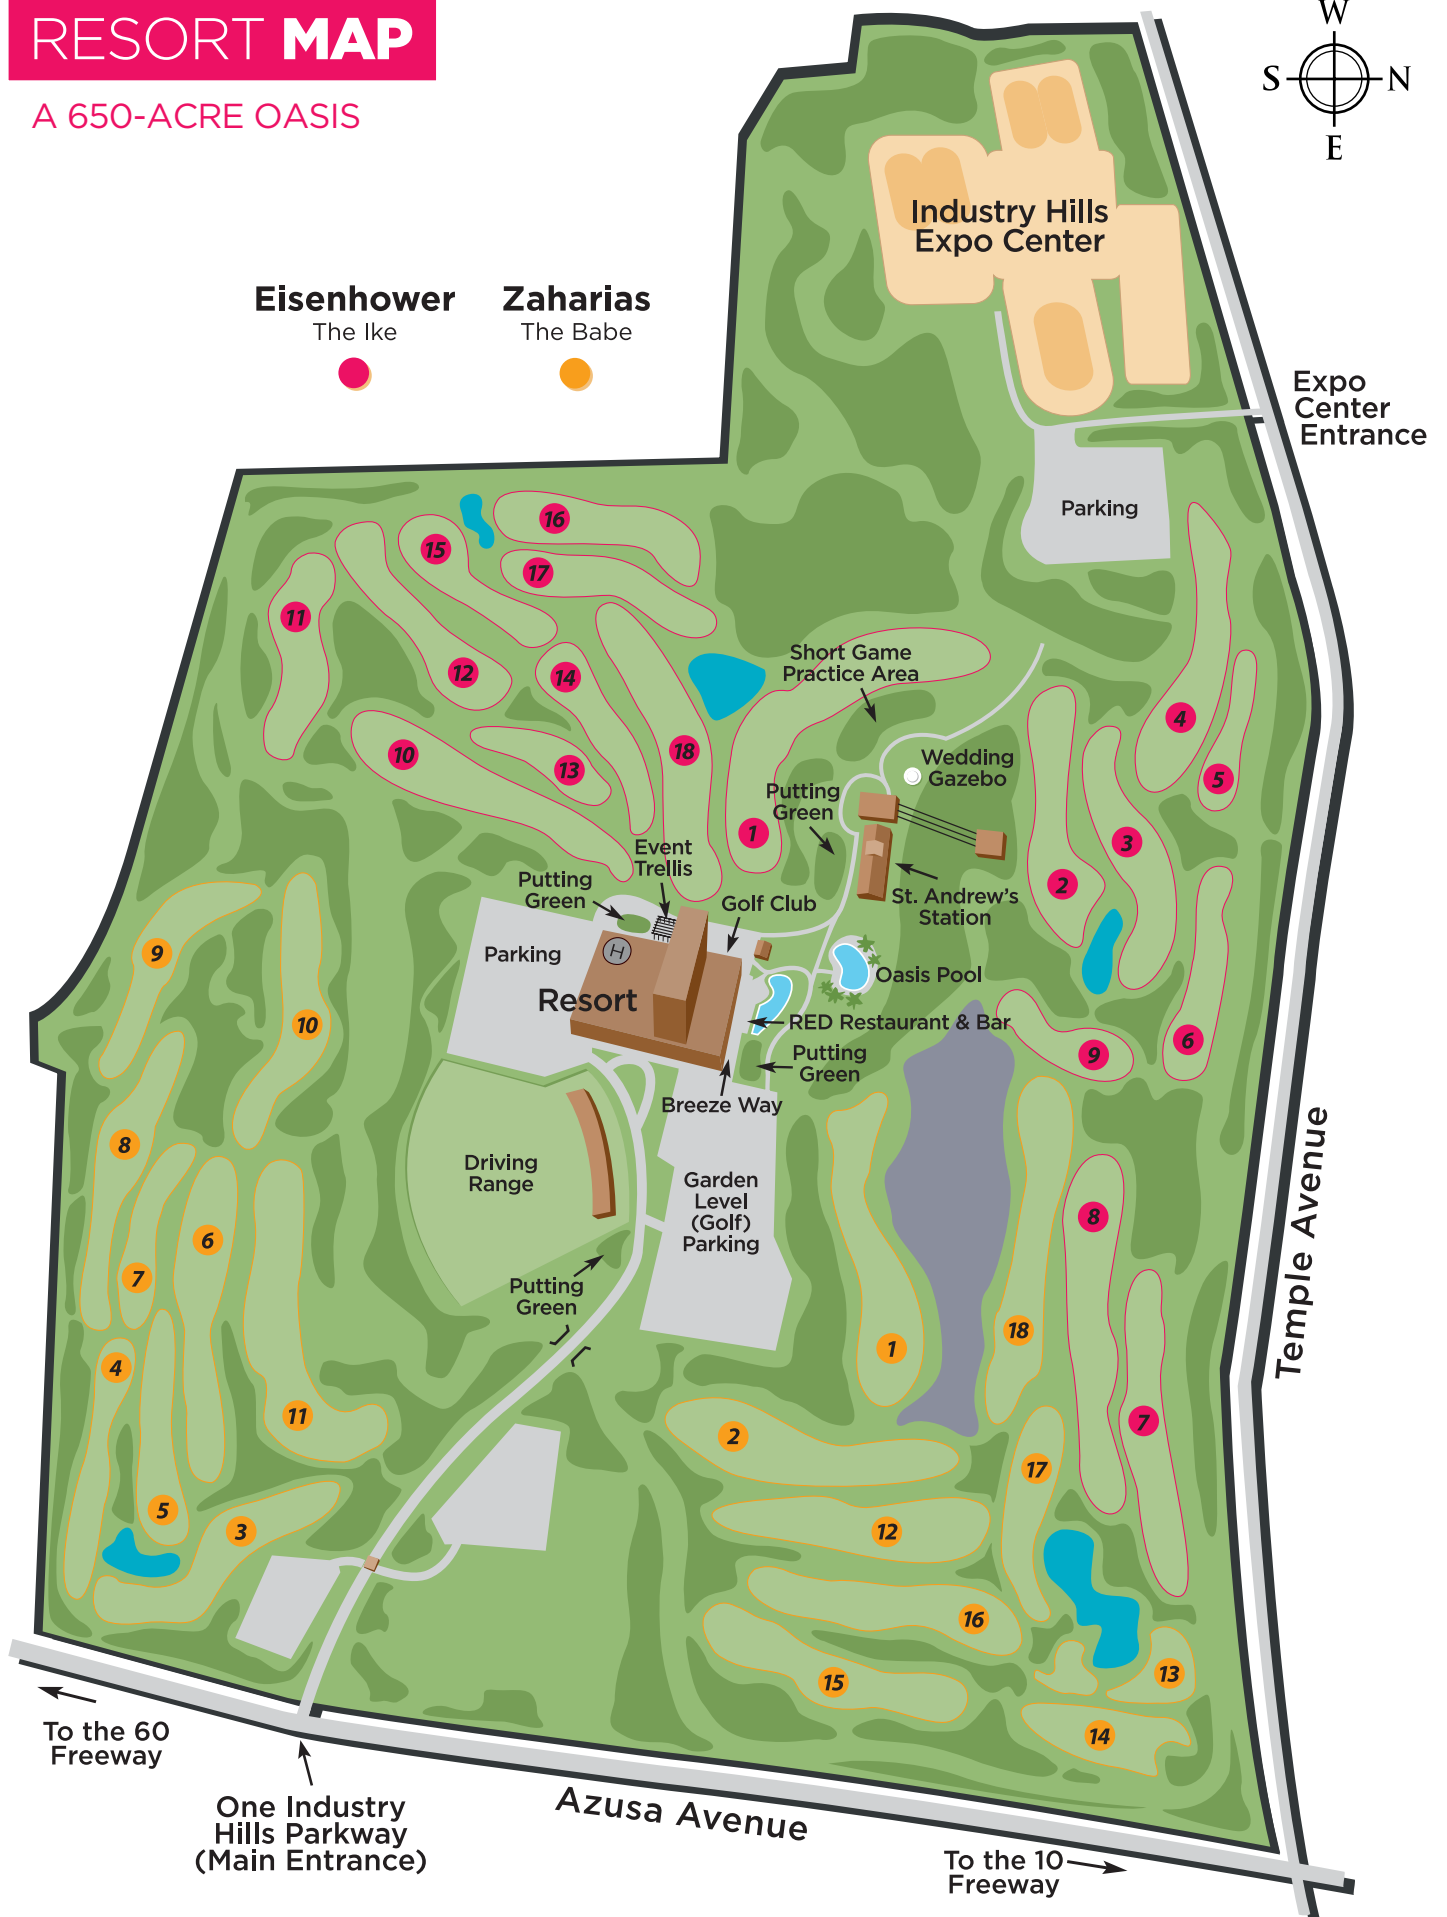 RESORT MAP
A 650-ACRE OASIS
W
S
N
E
Industry Hills
Expo Center
Eisenhower
The Ike
Zaharias
The Babe
Expo
Center
Entrance
Parking
16
15
17
11
12
14
Short Game
Practice Area
4
10
13
18
Wedding
Gazebo
5
Putting
Green
1
3
Event
Trellis
2
Putting
Green
Golf Club
St. Andrew's
Station
9
Parking
H
Resort
Oasis Pool
10
RED Restaurant & Bar
9
6
Putting
Green
Breeze Way
8
Driving
Range
Garden
Level
(Golf)
Parking
8
6
7
Putting
Green
18
1
4
11
2
7
17
5
3
12
16
15
13
14
Temple Avenue
To the 60
Freeway
One Industry
Hills Parkway
(Main Entrance)
Azusa Avenue
To the 10
Freeway